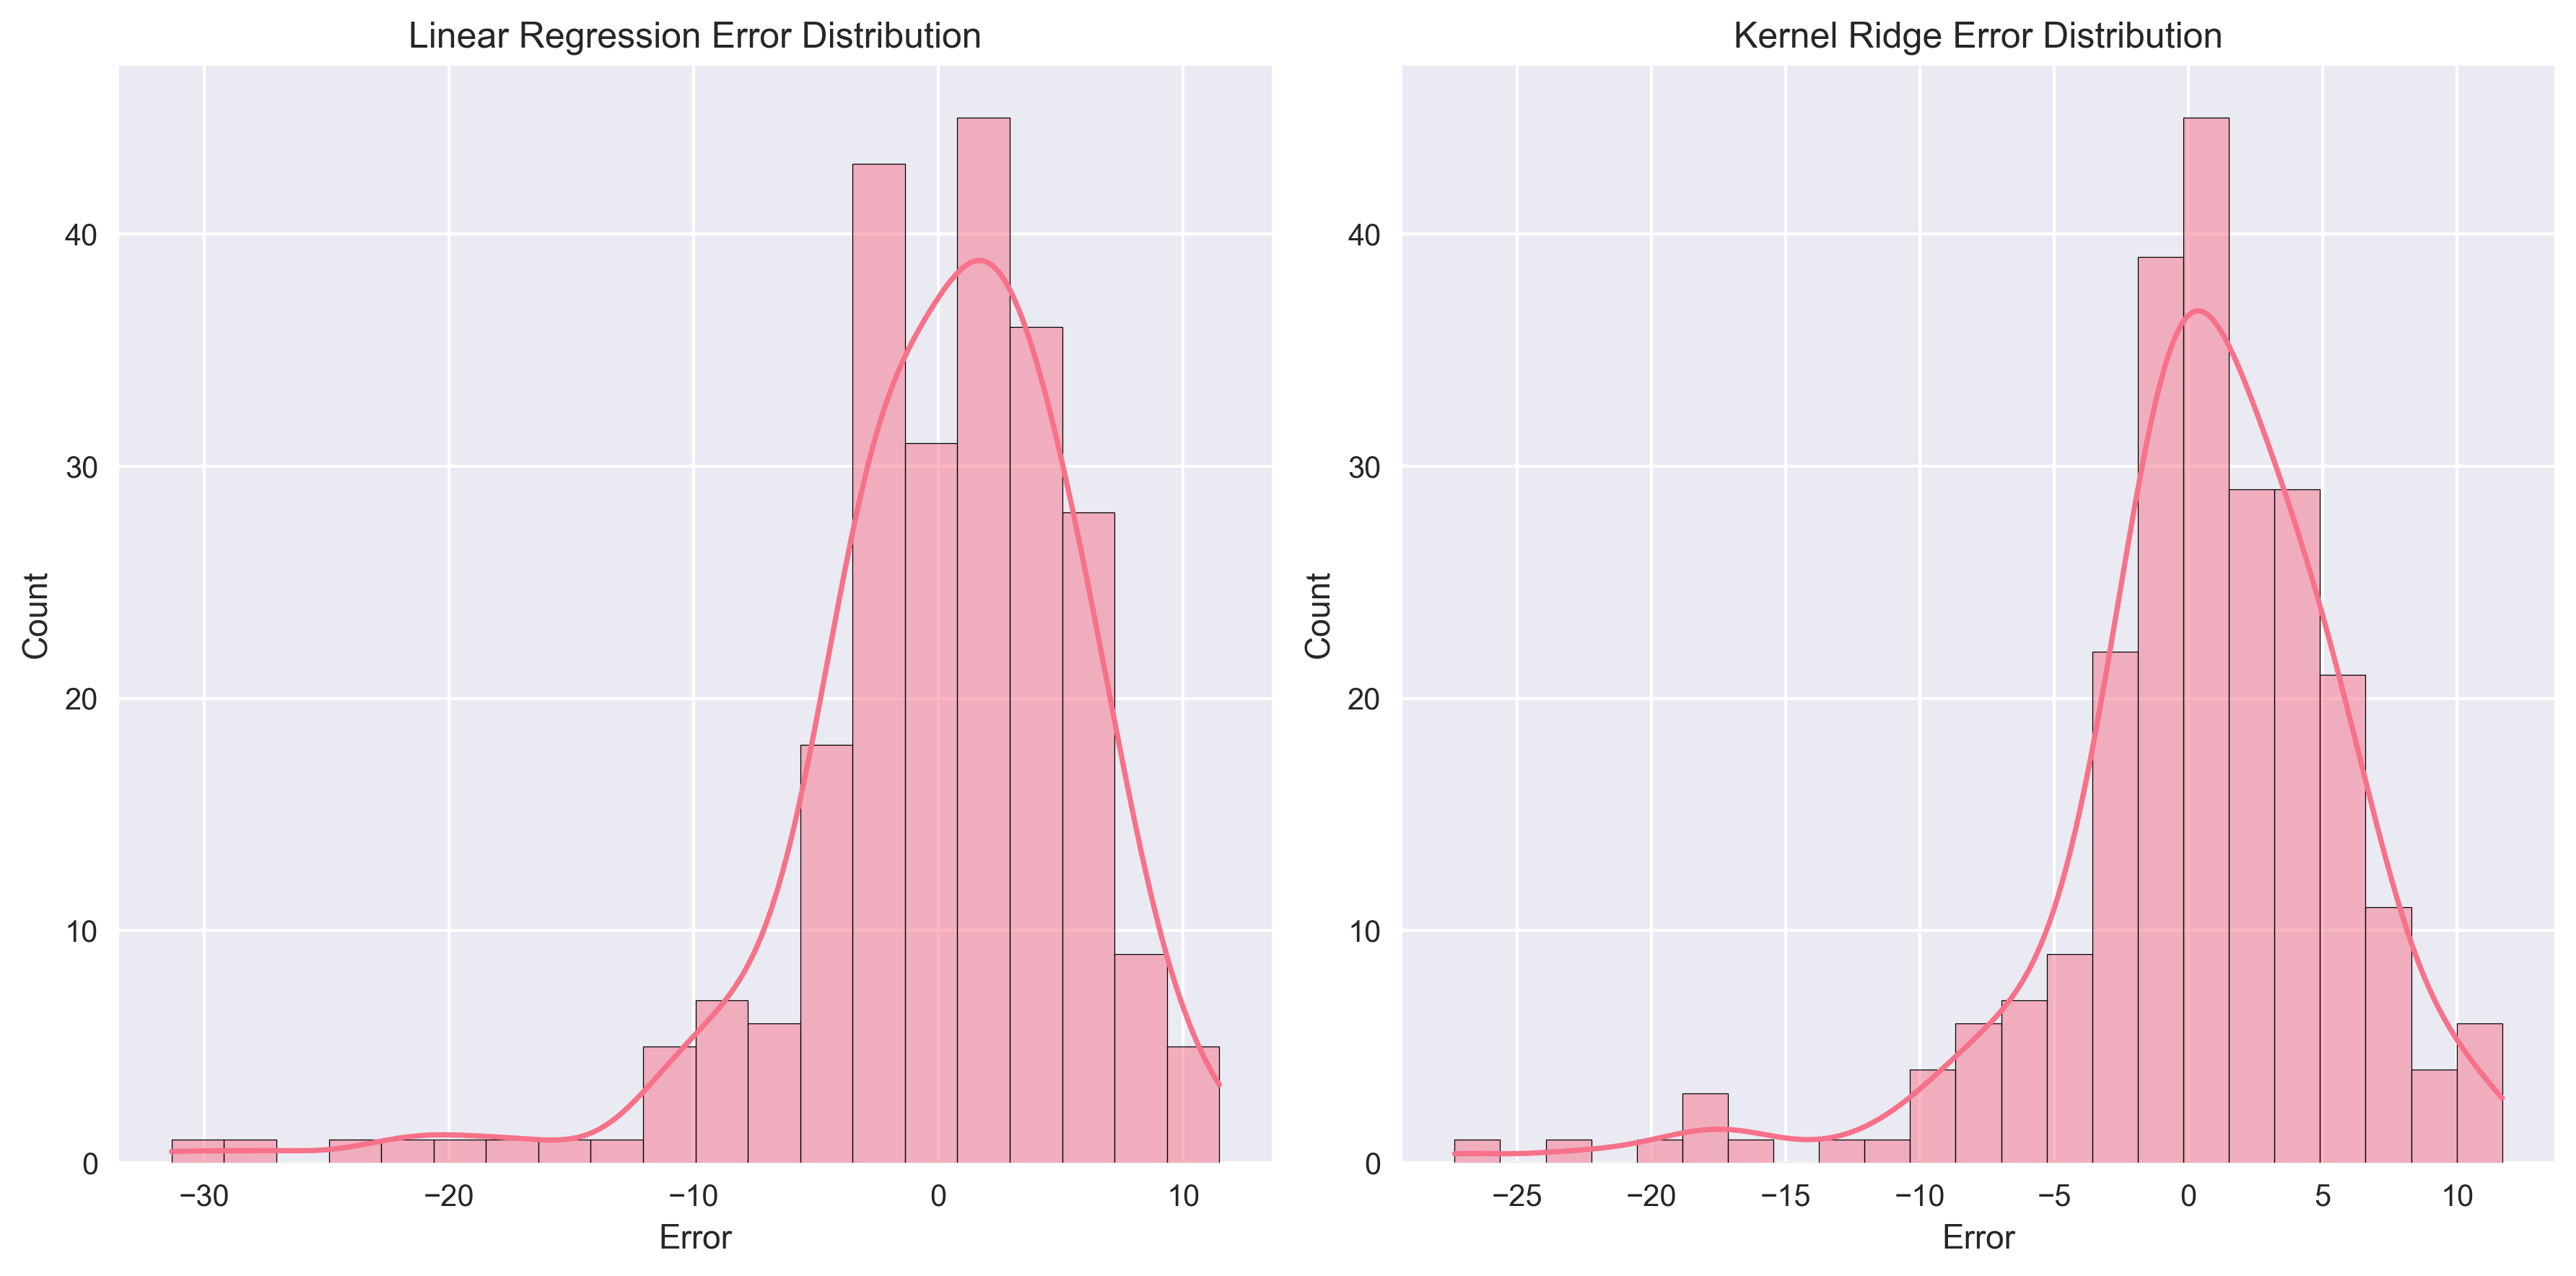 Linear Regression Error Distribution
Count
40
30
20
10
0
−30 −20 −10 0 10
Error
Kernel Ridge Error Distribution
Count
40
30
20
10
0
−25 −20 −15 −10 −5 0 5 10
Error